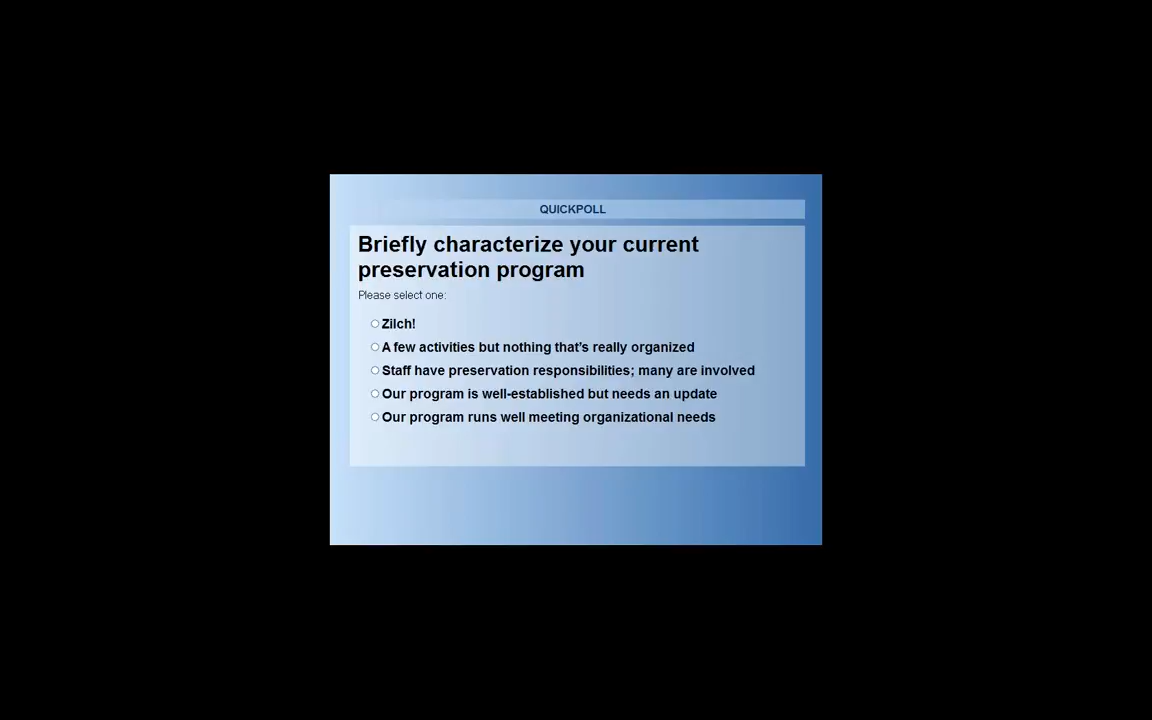 QUICKPOLL
Briefly characterize your current
preservation program
Please select one:
Zilch!
A few activities but nothing that's really organized
Staff have preservation responsibilities; many are involved
Our program is well-established but needs an update
Our program runs well meeting organizational needs